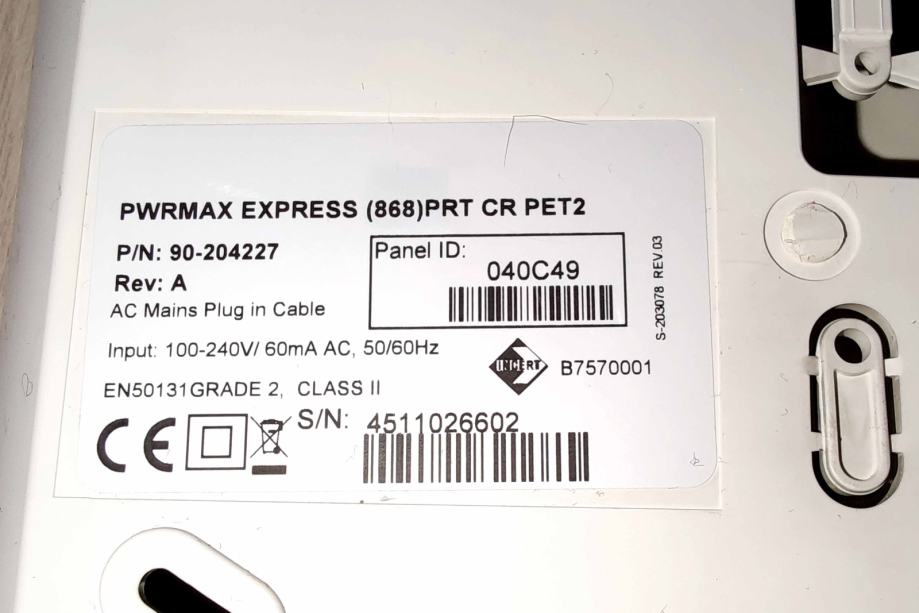 PWRMAX EXPRESS (868)PRT CR PET2
P/N: 90-204227
Rev: A
AC Mains Plug in Cable
Panel ID:
040C49
S-203078 REV.03
Input: 100-240V/ 60mA AC, 50/60Hz
INCERT
B7570001
EN50131GRADE 2, CLASS II
CE
S/N: 4511026602